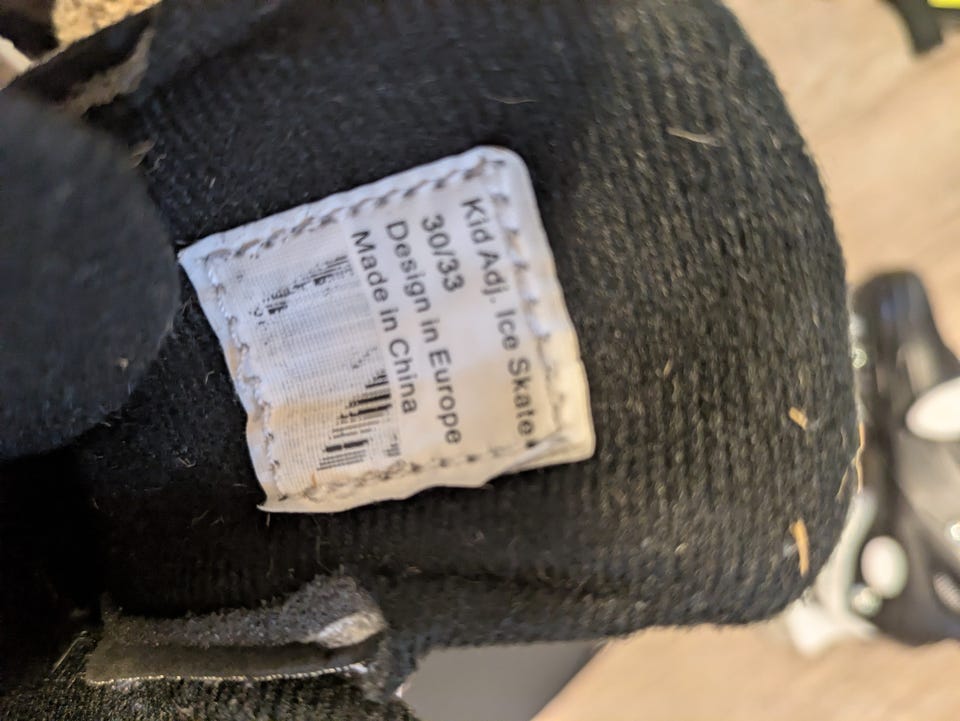 Kid Adj. Ice Skate
30/33
Design in Europe
Made in China